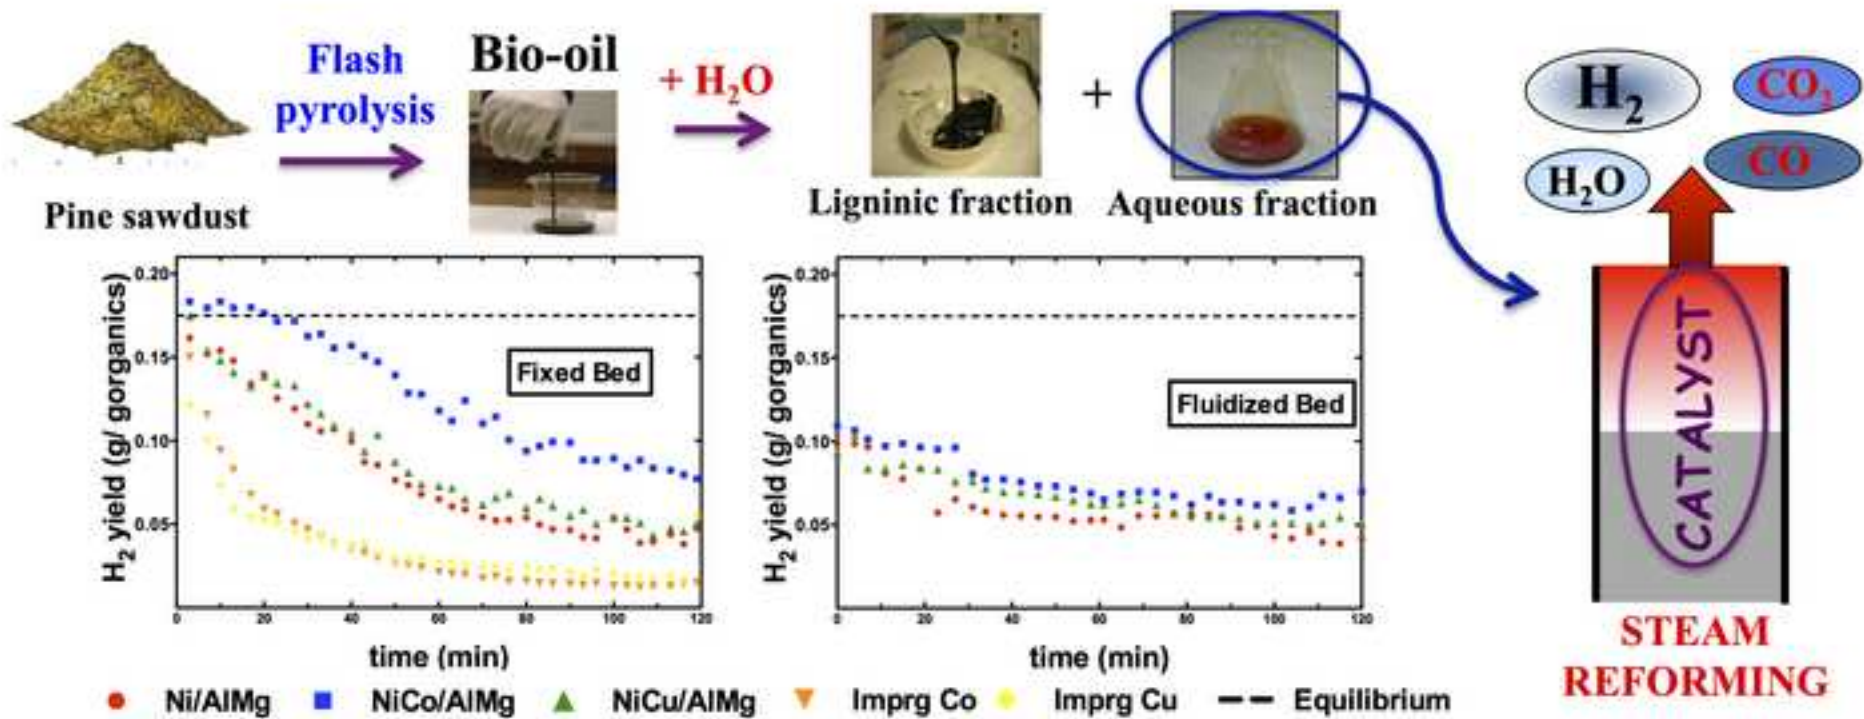 Flash
pyrolysis
Bio-oil
+ H₂O
+
H₂
CO₂
H₂O
CO
Pine sawdust
Ligninic fraction
Aqueous fraction
H₂ yield (g/ gorganics)
0.20
0.15
0.10
0.05
Fixed Bed
0 20 40 60 80 100 120
time (min)
H₂ yield (g/ gorganics)
0.20
0.15
0.10
0.05
Fluidized Bed
0 20 40 60 80 100 120
time (min)
CATALYST
STEAM
REFORMING
Ni/AlMg NiCo/AlMg NiCu/AlMg Imprg Co Imprg Cu Equilibrium